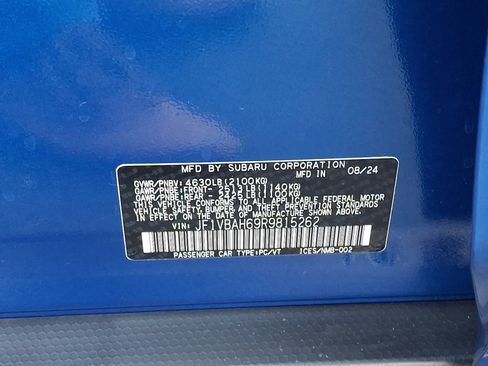 MFD BY SUBARU CORPORATION
MFD IN 08/24
GVWR/PNBV: 4630LB(2100KG)
GAWR/PNBE:FRONT- 2513LB(1140KG)
GAWR/PNBE:REAR- 2425LB(1100KG)
THIS VEHICLE CONFORMS TO ALL APPLICABLE FEDERAL MOTOR
VEHICLE SAFETY, BUMPER, AND THEFT PREVENTION STANDARDS IN
EFFECT ON THE DATE OF MANUFACTURE SHOWN ABOVE.
VIN: JF1VBAH69R9815262
PASSENGER CAR TYPE:PC/VT ICES/NMB-002